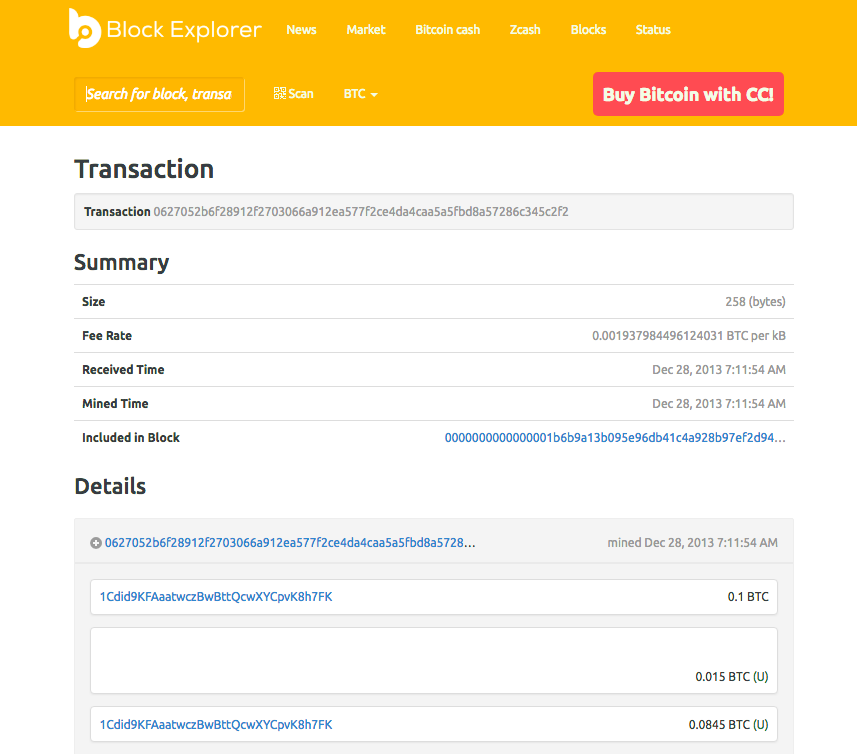 Block Explorer News Market Bitcoin cash Zcash Blocks Status
Search for block, transa Scan BTC Buy Bitcoin with CC!
Transaction
Transaction 0627052b6f28912f2703066a912ea577f2ce4da4caa5a5fbd8a57286c345c2f2
Summary
Size 258 (bytes)
Fee Rate 0.001937984496124031 BTC per kB
Received Time Dec 28, 2013 7:11:54 AM
Mined Time Dec 28, 2013 7:11:54 AM
Included in Block 0000000000000001b6b9a13b095e96db41c4a928b97ef2d94...
Details
0627052b6f28912f2703066a912ea577f2ce4da4caa5a5fbd8a5728... mined Dec 28, 2013 7:11:54 AM
1Cdid9KFAaatwczBwBttQcwXYCpvK8h7FK 0.1 BTC
0.015 BTC (U)
1Cdid9KFAaatwczBwBttQcwXYCpvK8h7FK 0.0845 BTC (U)